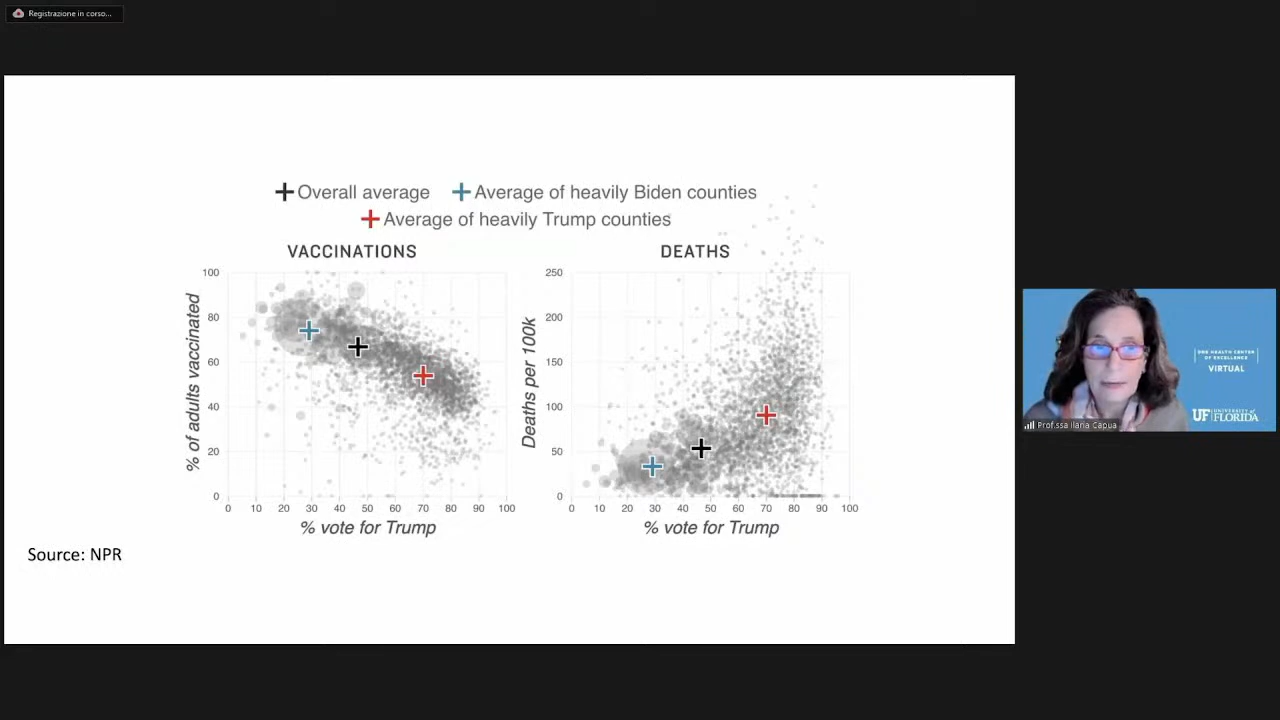 Registrazione in corso...
Overall average
Average of heavily Biden counties
Average of heavily Trump counties
VACCINATIONS
% of adults vaccinated
100
80
60
40
20
0
0 10 20 30 40 50 60 70 80 90 100
% vote for Trump
DEATHS
Deaths per 100k
250
200
150
100
50
0
0 10 20 30 40 50 60 70 80 90 100
% vote for Trump
Source: NPR
ONE HEALTH CENTER
OF EXCELLENCE
VIRTUAL
UF UNIVERSITY of
FLORIDA
Prof.ssa Ilaria Capua